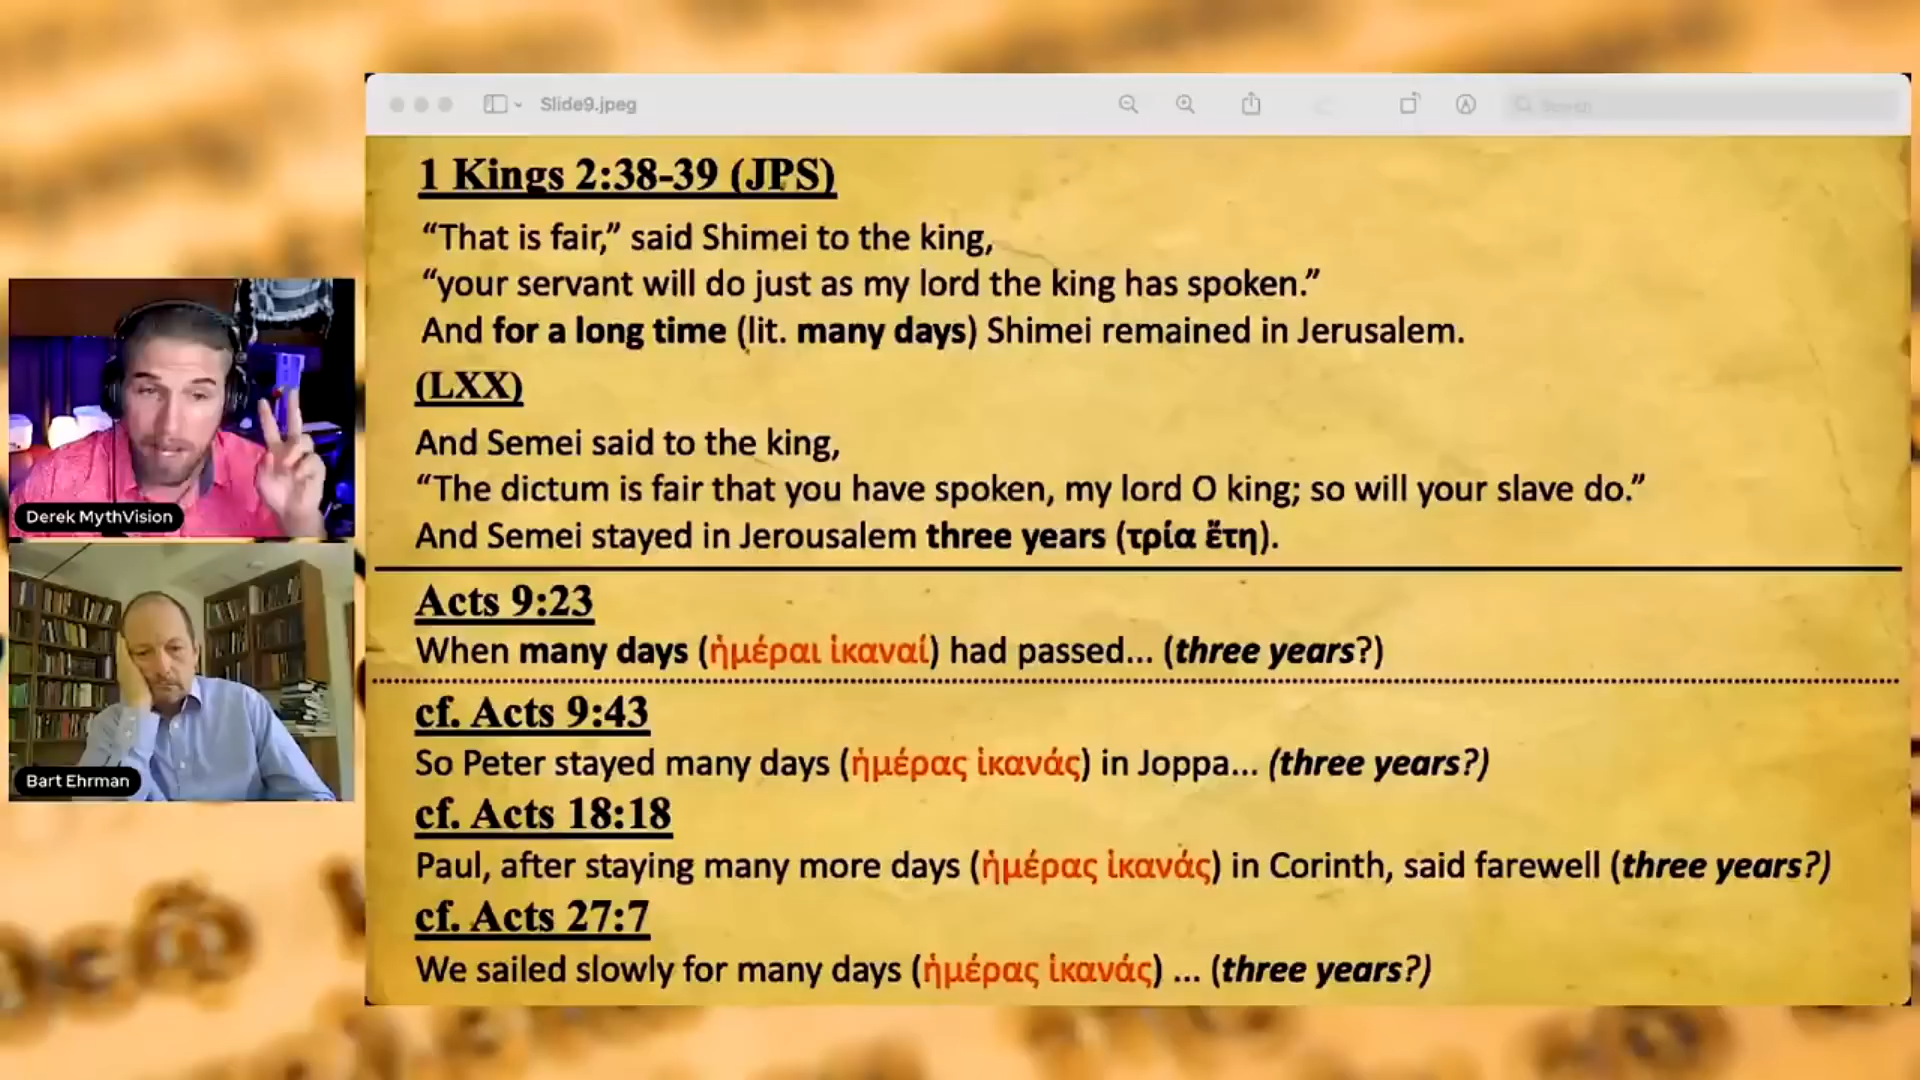 Slide9.jpeg
Search
1 Kings 2:38-39 (JPS)
“That is fair,” said Shimei to the king,
“your servant will do just as my lord the king has spoken.”
And for a long time (lit. many days) Shimei remained in Jerusalem.
(LXX)
And Semei said to the king,
“The dictum is fair that you have spoken, my lord O king; so will your slave do.”
And Semei stayed in Jerousalem three years (τρία ἔτη).
Acts 9:23
When many days (ἡμέραι ἱκαναί) had passed... (three years?)
cf. Acts 9:43
So Peter stayed many days (ἡμέρας ἱκανάς) in Joppa... (three years?)
cf. Acts 18:18
Paul, after staying many more days (ἡμέρας ἱκανάς) in Corinth, said farewell (three years?)
cf. Acts 27:7
We sailed slowly for many days (ἡμέρας ἱκανάς) ... (three years?)
Derek MythVision
Bart Ehrman